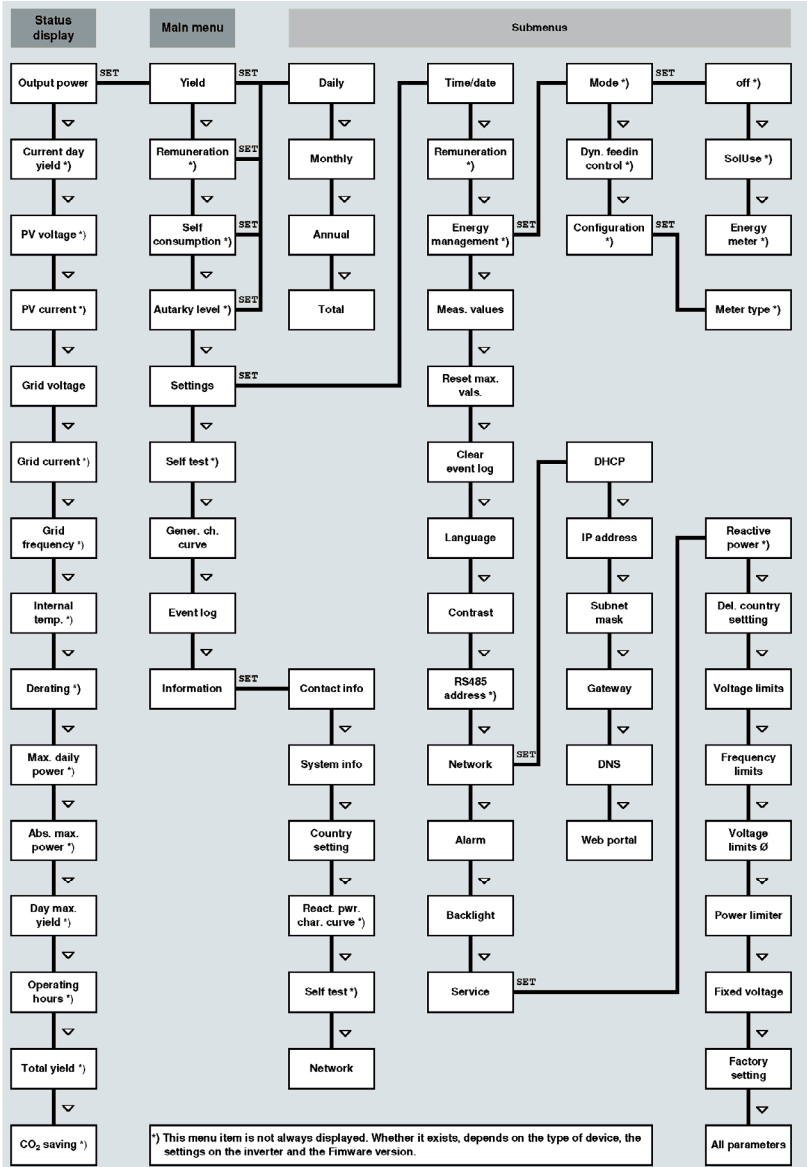 Status
display
Main menu
Submenus
Output power
SET
Yield
SET
Daily
Time/date
Mode *)
SET
off *)
Current day
yield *)
Remuneration
*)
SET
Monthly
Remuneration
*)
Dyn. feedin
control *)
SolUse *)
PV voltage *)
Self
consumption *)
SET
Annual
Energy
management *)
SET
Configuration
*)
SET
Energy
meter *)
PV current *)
Autarky level *)
SET
Total
Meas. values
Meter type *)
Grid voltage
Settings
SET
Reset max.
vals.
Grid current *)
Self test *)
Clear
event log
DHCP
Grid
frequency *)
Gener. ch.
curve
Language
IP address
Reactive
power *)
Internal
temp. *)
Event log
Contrast
Subnet
mask
Del. country
settting
Derating *)
Information
SET
Contact info
RS485
address *)
Gateway
Voltage limits
Max. daily
power *)
System info
Network
SET
DNS
Frequency
limits
Abs. max.
power *)
Country
setting
Alarm
Web portal
Voltage
limits Ø
Day max.
yield *)
React. pwr.
char. curve *)
Backlight
Power limiter
Operating
hours *)
Self test *)
Service
SET
Fixed voltage
Total yield *)
Network
Factory
setting
CO₂ saving *)
*) This menu item is not always displayed. Whether it exists, depends on the type of device, the
settings on the inverter and the Fimware version.
All parameters